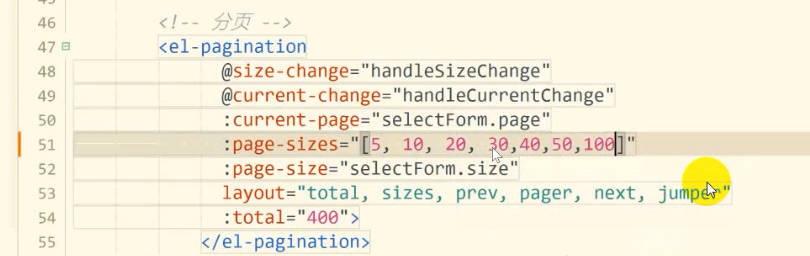 46 <!-- 分页 -->
47 <el-pagination
48 @size-change="handleSizeChange"
49 @current-change="handleCurrentChange"
50 :current-page="selectForm.page"
51 :page-sizes="[5, 10, 20, 30,40,50,100]"
52 :page-size="selectForm.size"
53 layout="total, sizes, prev, pager, next, jumper"
54 :total="400">
55 </el-pagination>